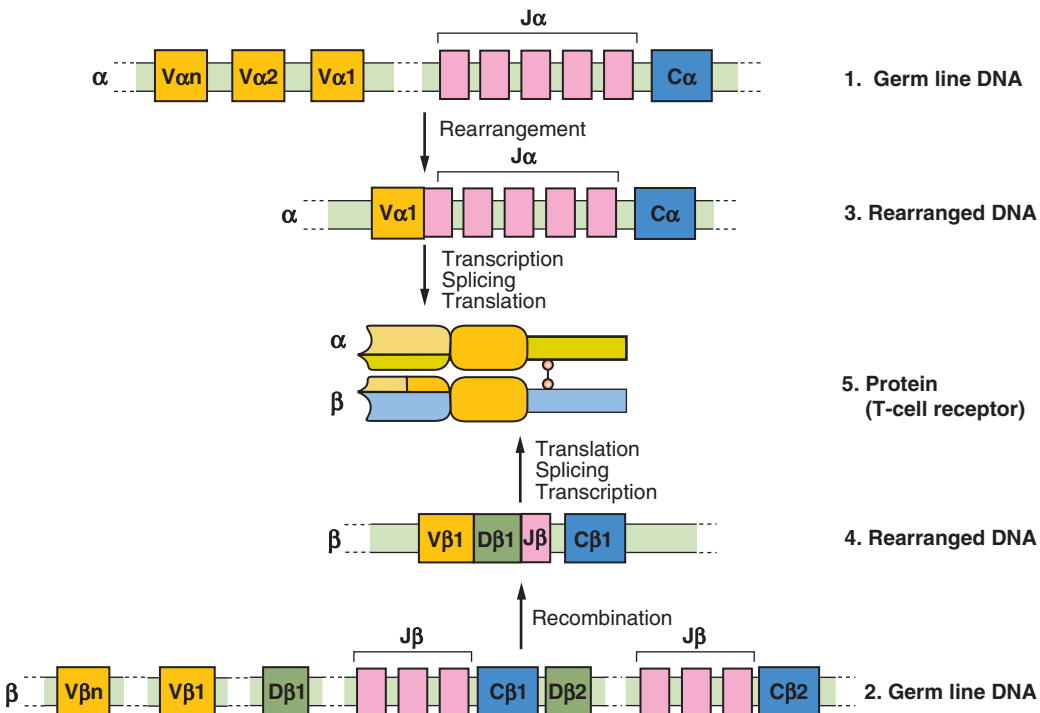 Jα
α Vαn Vα2 Vα1 Cα 1. Germ line DNA
Rearrangement
Jα
α Vα1 Cα 3. Rearranged DNA
Transcription
Splicing
Translation
α
β
5. Protein
(T-cell receptor)
Translation
Splicing
Transcription
β Vβ1 Dβ1 Jβ Cβ1 4. Rearranged DNA
Recombination
Jβ Jβ
β Vβn Vβ1 Dβ1 Cβ1 Dβ2 Cβ2 2. Germ line DNA